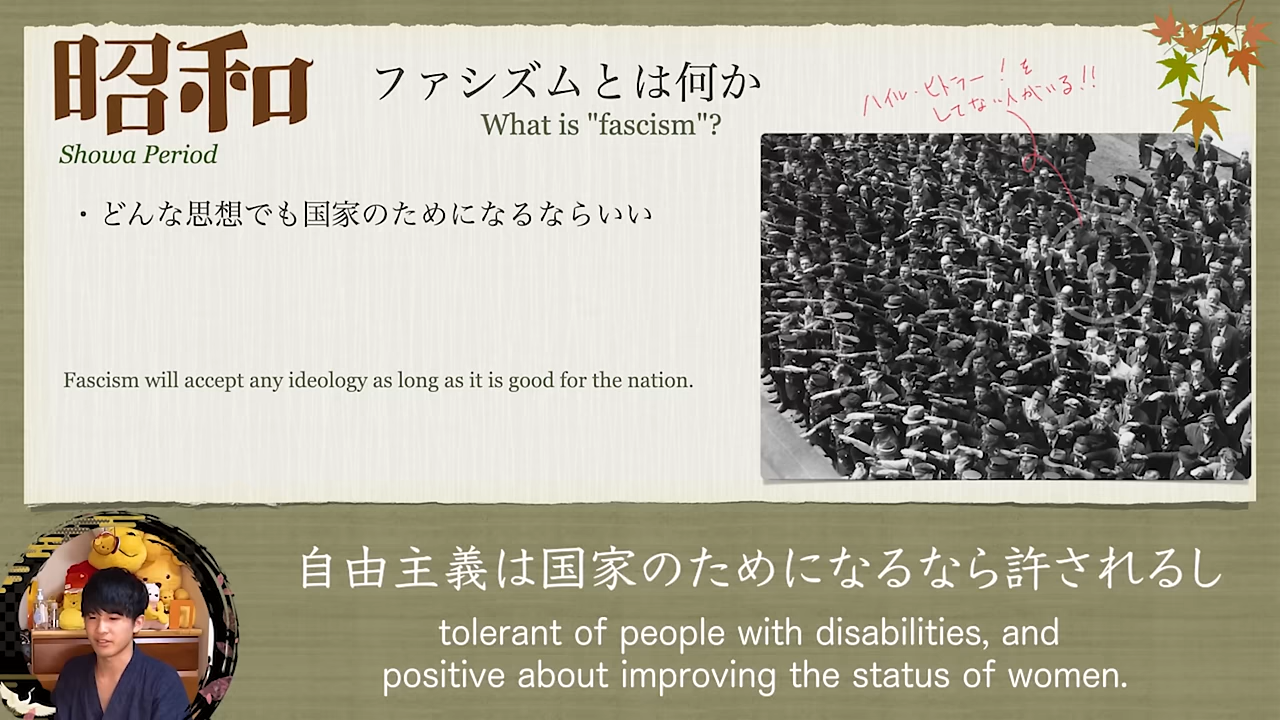 昭和
Showa Period
ファシズムとは何か
What is "fascism"?
ハイル・ヒトラー!を
してない人がいる!!
・どんな思想でも国家のためになるならいい
Fascism will accept any ideology as long as it is good for the nation.
自由主義は国家のためになるなら許されるし
tolerant of people with disabilities, and
positive about improving the status of women.